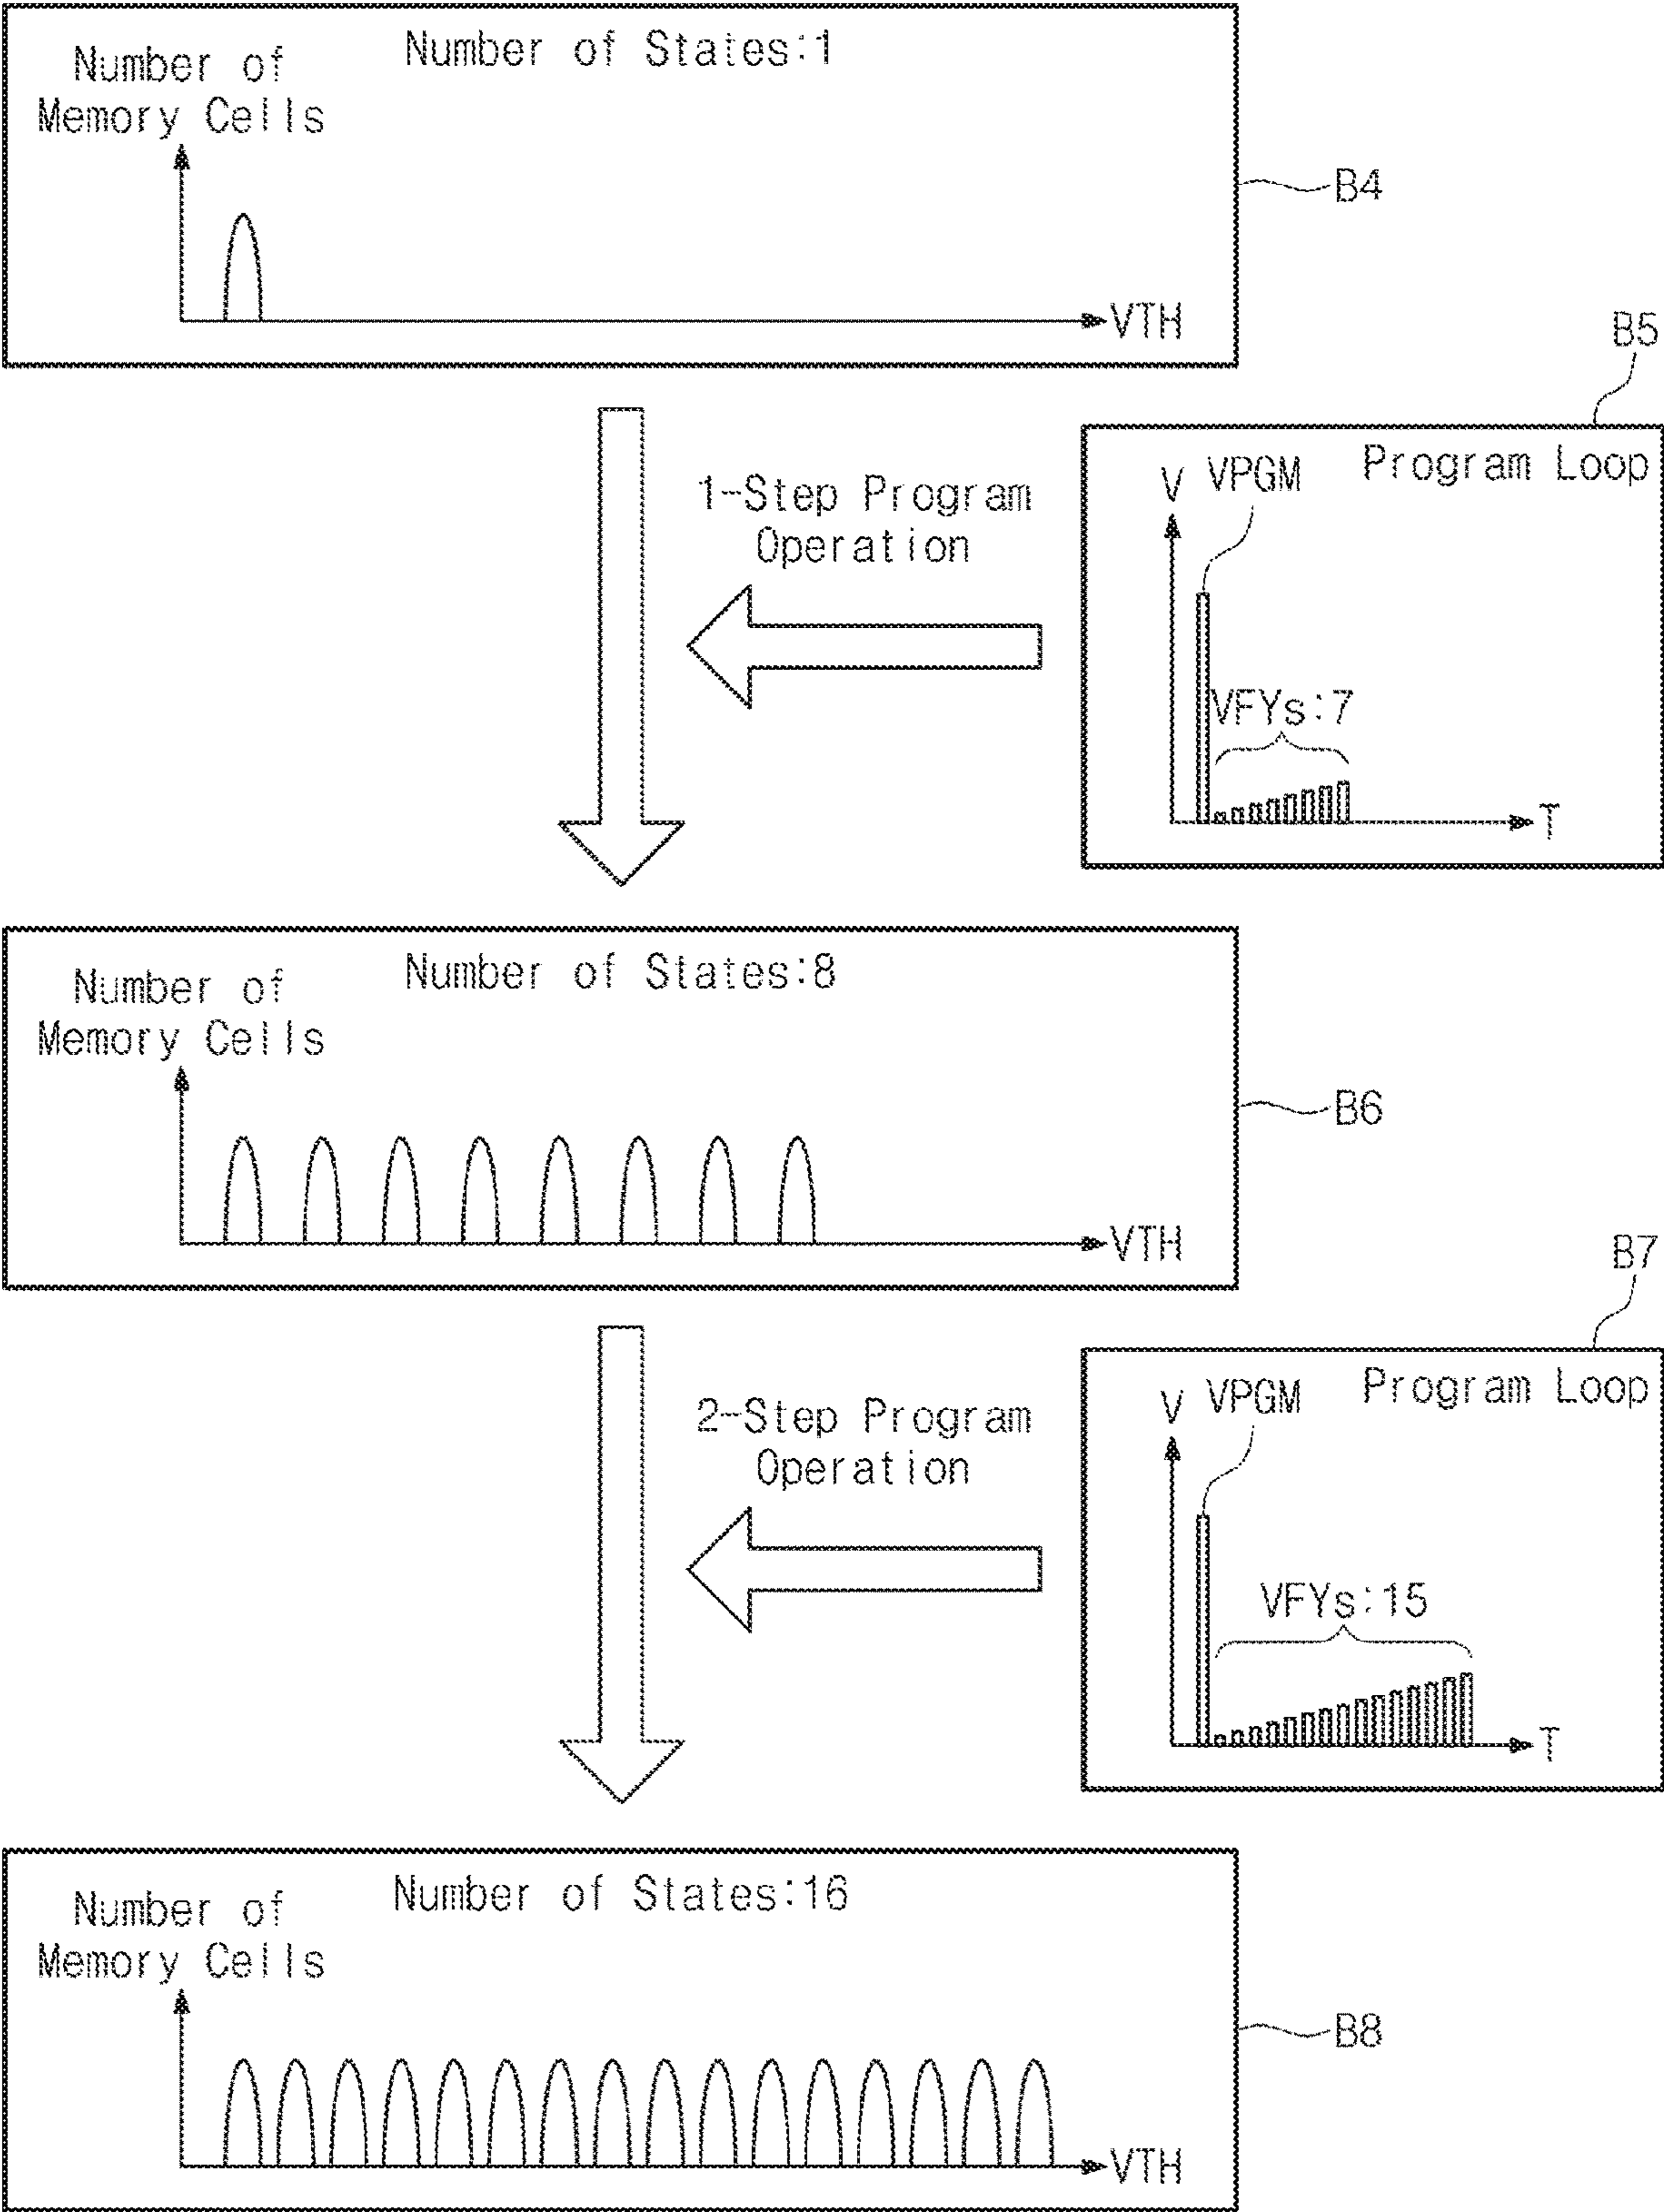 Number of States:1
Number of
Memory Cells
B4
VTH
B5
Program Loop
V VPGM
1-Step Program
Operation
VFYs:7
T
Number of States:8
Number of
Memory Cells
B6
VTH
B7
Program Loop
V VPGM
2-Step Program
Operation
VFYs:15
T
Number of States:16
Number of
Memory Cells
B8
VTH